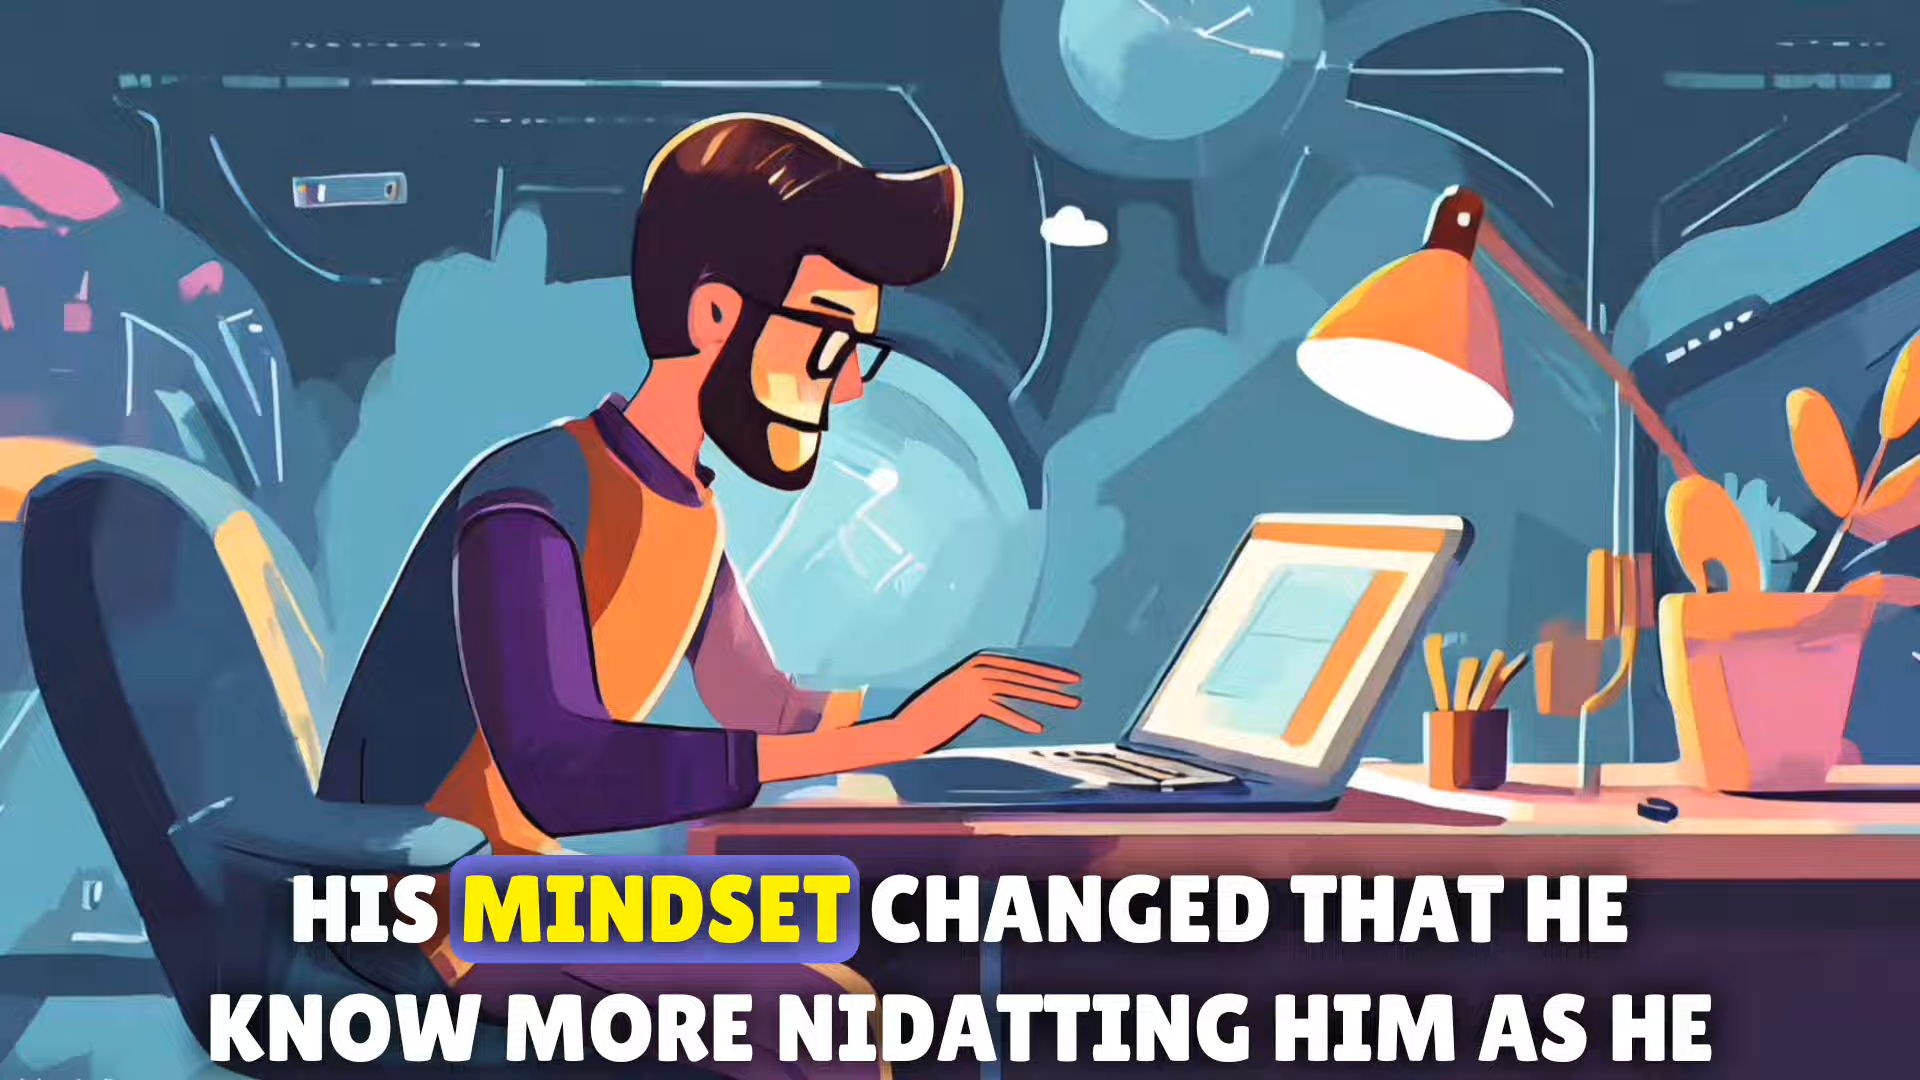 HIS MINDSET CHANGED THAT HE
KNOW MORE NIDATTING HIM AS HE